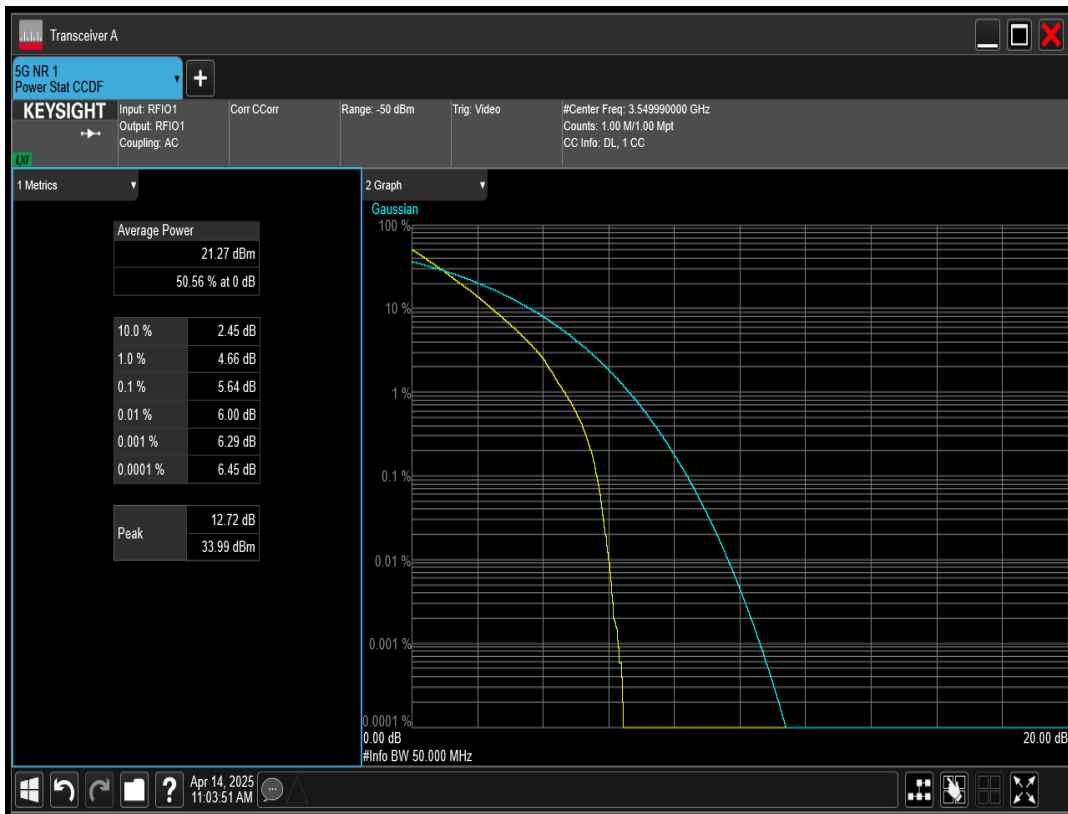 Transceiver A
5G NR 1
Power Stat CCDF
+
KEYSIGHT
LXI
Input: RFIO1
Output: RFIO1
Coupling: AC
Corr CCorr
Range: -50 dBm
Trig: Video
#Center Freq: 3.549990000 GHz
Counts: 1.00 M/1.00 Mpt
CC Info: DL, 1 CC
1 Metrics
Average Power
21.27 dBm
50.56 % at 0 dB
10.0 % 2.45 dB
1.0 % 4.66 dB
0.1 % 5.64 dB
0.01 % 6.00 dB
0.001 % 6.29 dB
0.0001 % 6.45 dB
Peak 12.72 dB
33.99 dBm
2 Graph
Gaussian
100 %
10 %
1 %
0.1 %
0.01 %
0.001 %
0.0001 %
0.00 dB 20.00 dB
#Info BW 50.000 MHz
? Apr 14, 2025
11:03:51 AM